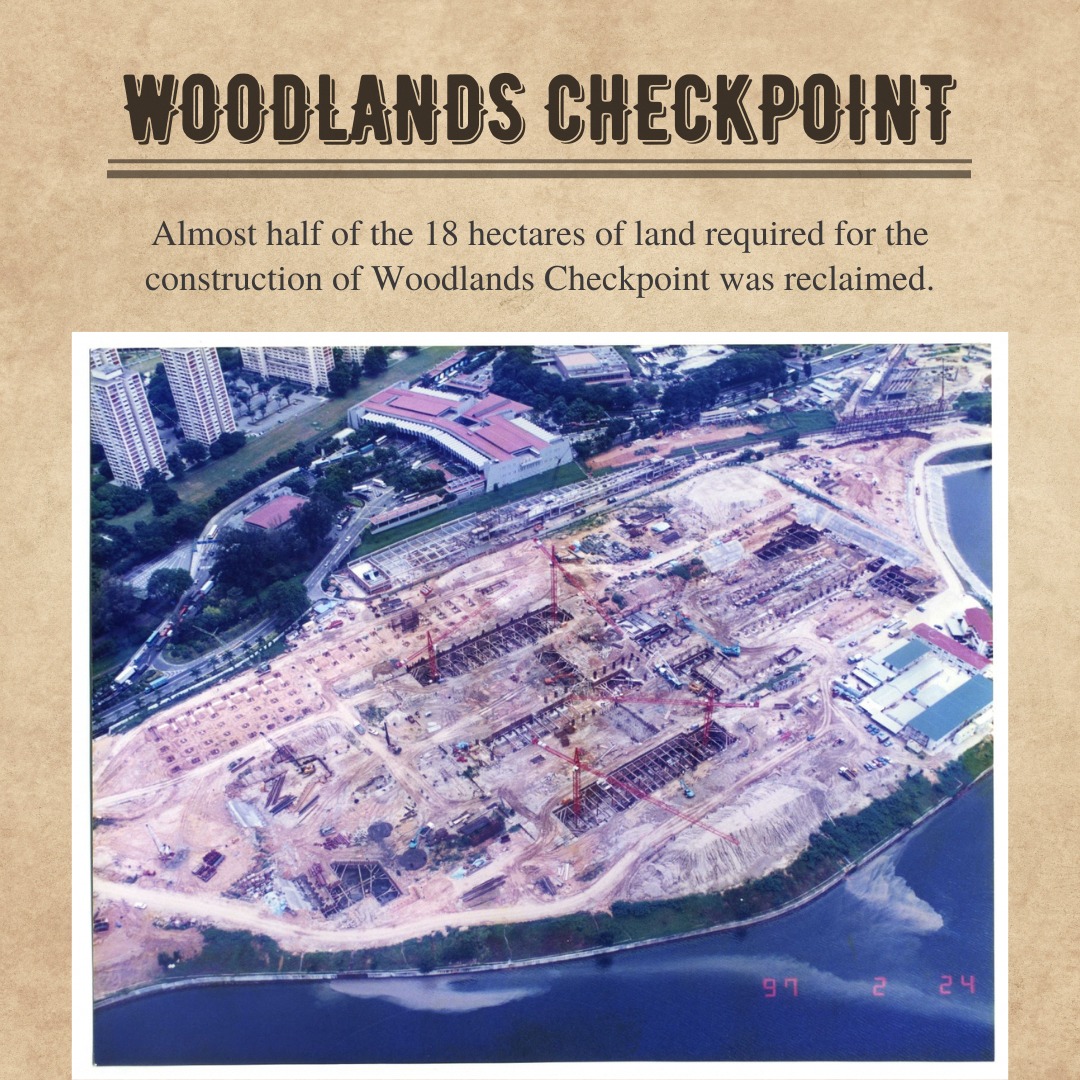 WOODLANDS CHECKPOINT
Almost half of the 18 hectares of land required for the
construction of Woodlands Checkpoint was reclaimed.
97 2 24